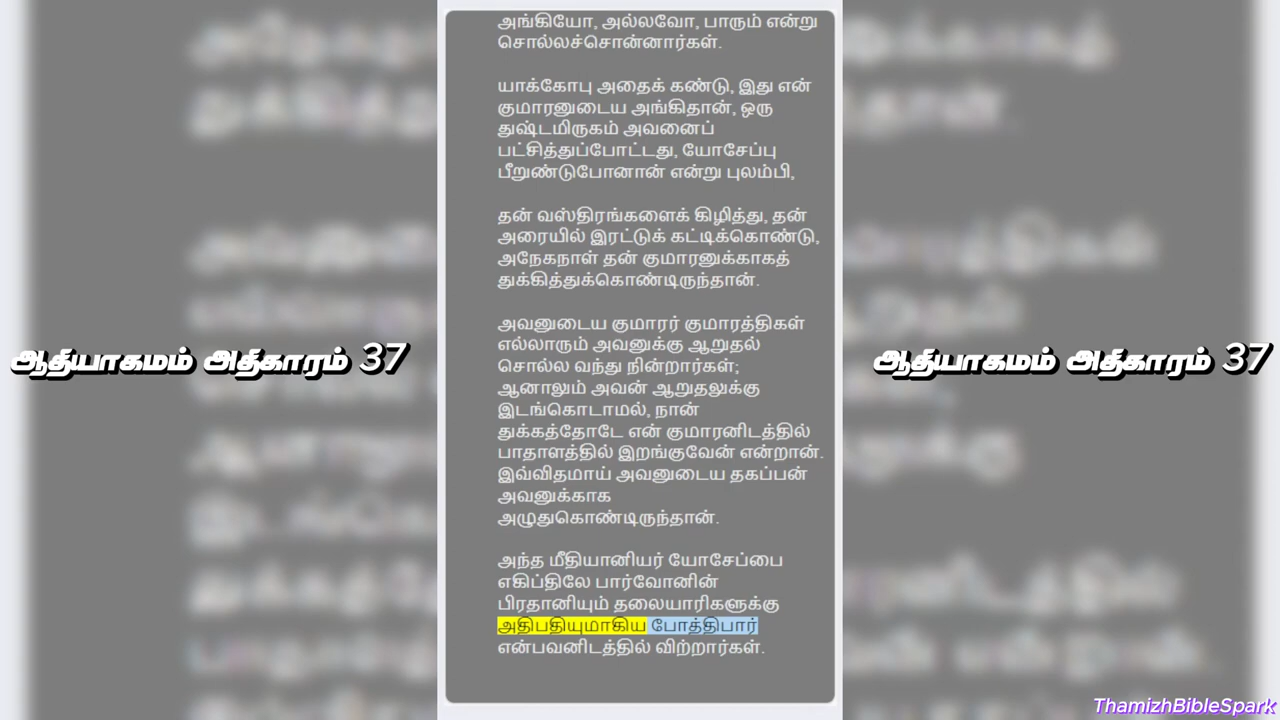 அங்கியோ, அல்லவோ, பாரும் என்று
சொல்லச்சொன்னார்கள்.
யாக்கோபு அதைக் கண்டு, இது என்
குமாரனுடைய அங்கிதான், ஒரு
துஷ்டமிருகம் அவனைப்
பட்சித்துப்போட்டது, யோசேப்பு
பீறுண்டுபோனான் என்று புலம்பி,
தன் வஸ்திரங்களைக் கிழித்து, தன்
அரையில் இரட்டுக் கட்டிக்கொண்டு,
அநேகநாள் தன் குமாரனுக்காகத்
துக்கித்துக்கொண்டிருந்தான்.
அவனுடைய குமாரர் குமாரத்திகள்
எல்லாரும் அவனுக்கு ஆறுதல்
சொல்ல வந்து நின்றார்கள்;
ஆனாலும் அவன் ஆறுதலுக்கு
இடங்கொடாமல், நான்
துக்கத்தோடே என் குமாரனிடத்தில்
பாதாளத்தில் இறங்குவேன் என்றான்.
இவ்விதமாய் அவனுடைய தகப்பன்
அவனுக்காக
அழுதுகொண்டிருந்தான்.
அந்த மீதியானியர் யோசேப்பை
எகிப்திலே பார்வோனின்
பிரதானியும் தலையாரிகளுக்கு
அதிபதியுமாகிய போத்திபார்
என்பவனிடத்தில் விற்றார்கள்.
ஆதியாகமம் அதிகாரம் 37
ஆதியாகமம் அதிகாரம் 37
ThamizhBibleSpark